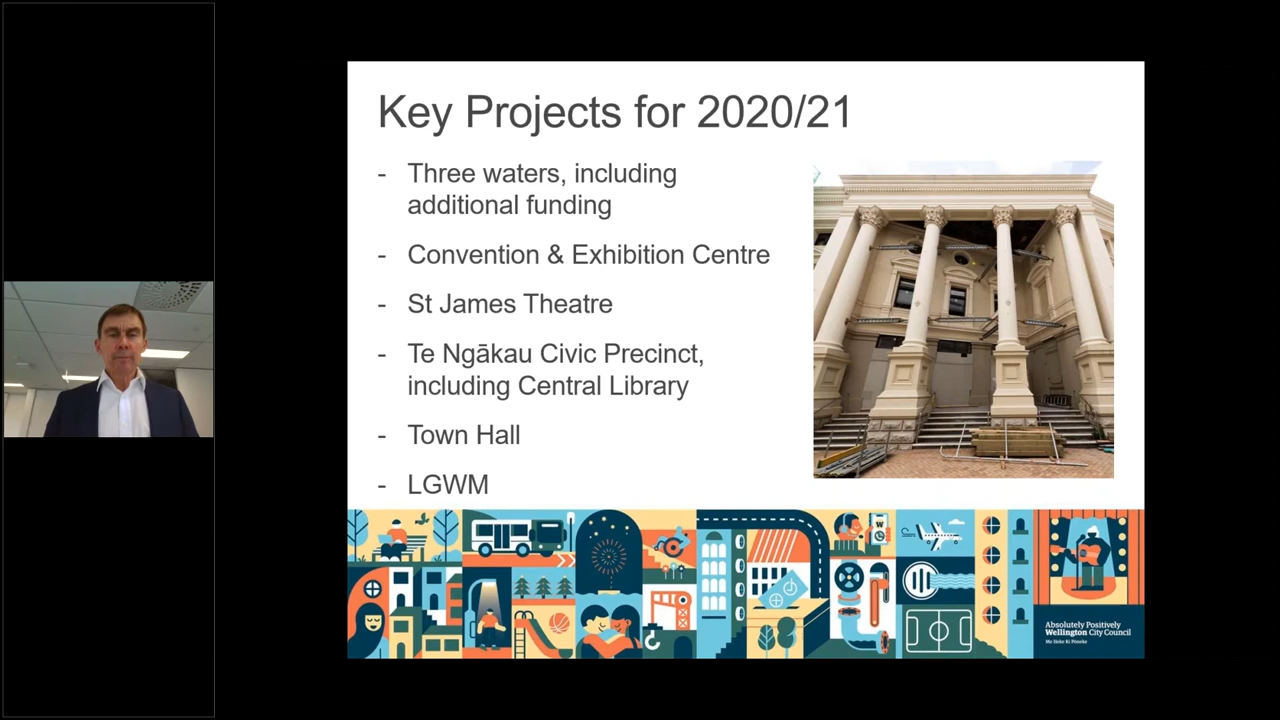 Key Projects for 2020/21
- Three waters, including
additional funding
- Convention & Exhibition Centre
- St James Theatre
- Te Ngākau Civic Precinct,
including Central Library
- Town Hall
- LGWM
W
Absolutely Positively
Wellington City Council
Me Heke Ki Pōneke